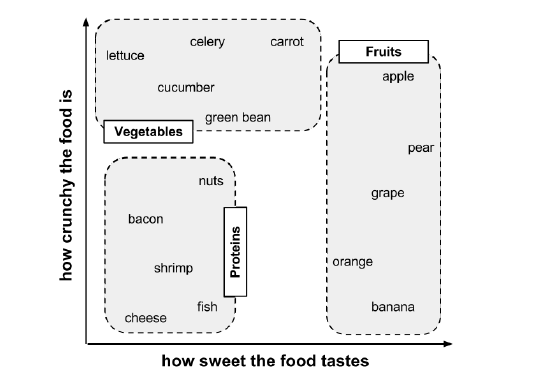 how crunchy the food is
celery
carrot
lettuce
cucumber
green bean
Vegetables
Fruits
apple
pear
grape
orange
banana
nuts
bacon
shrimp
fish
cheese
Proteins
how sweet the food tastes